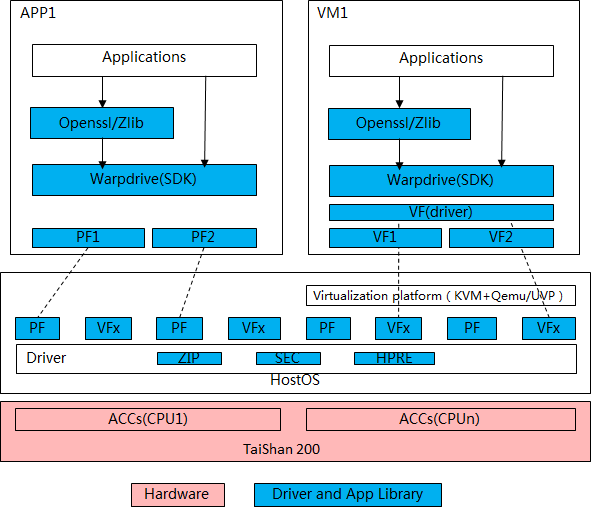 APP1
VM1
Applications
Applications
Openssl/Zlib
Openssl/Zlib
Warpdrive(SDK)
Warpdrive(SDK)
VF(driver)
PF1
PF2
VF1
VF2
Virtualization platform（KVM+Qemu/UVP）
PF
VFx
PF
VFx
PF
VFx
PF
VFx
Driver
ZIP
SEC
HPRE
HostOS
ACCs(CPU1)
ACCs(CPUn)
TaiShan 200
Hardware
Driver and App Library